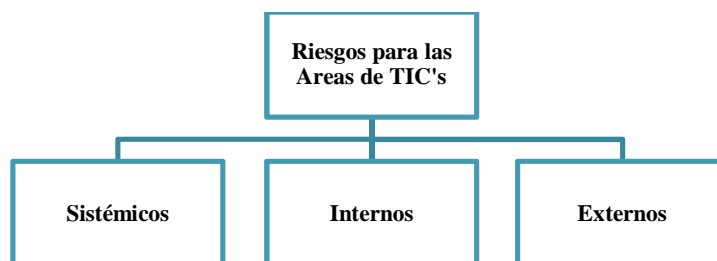 Riesgos para las
Areas de TIC's
Sistémicos
Internos
Externos